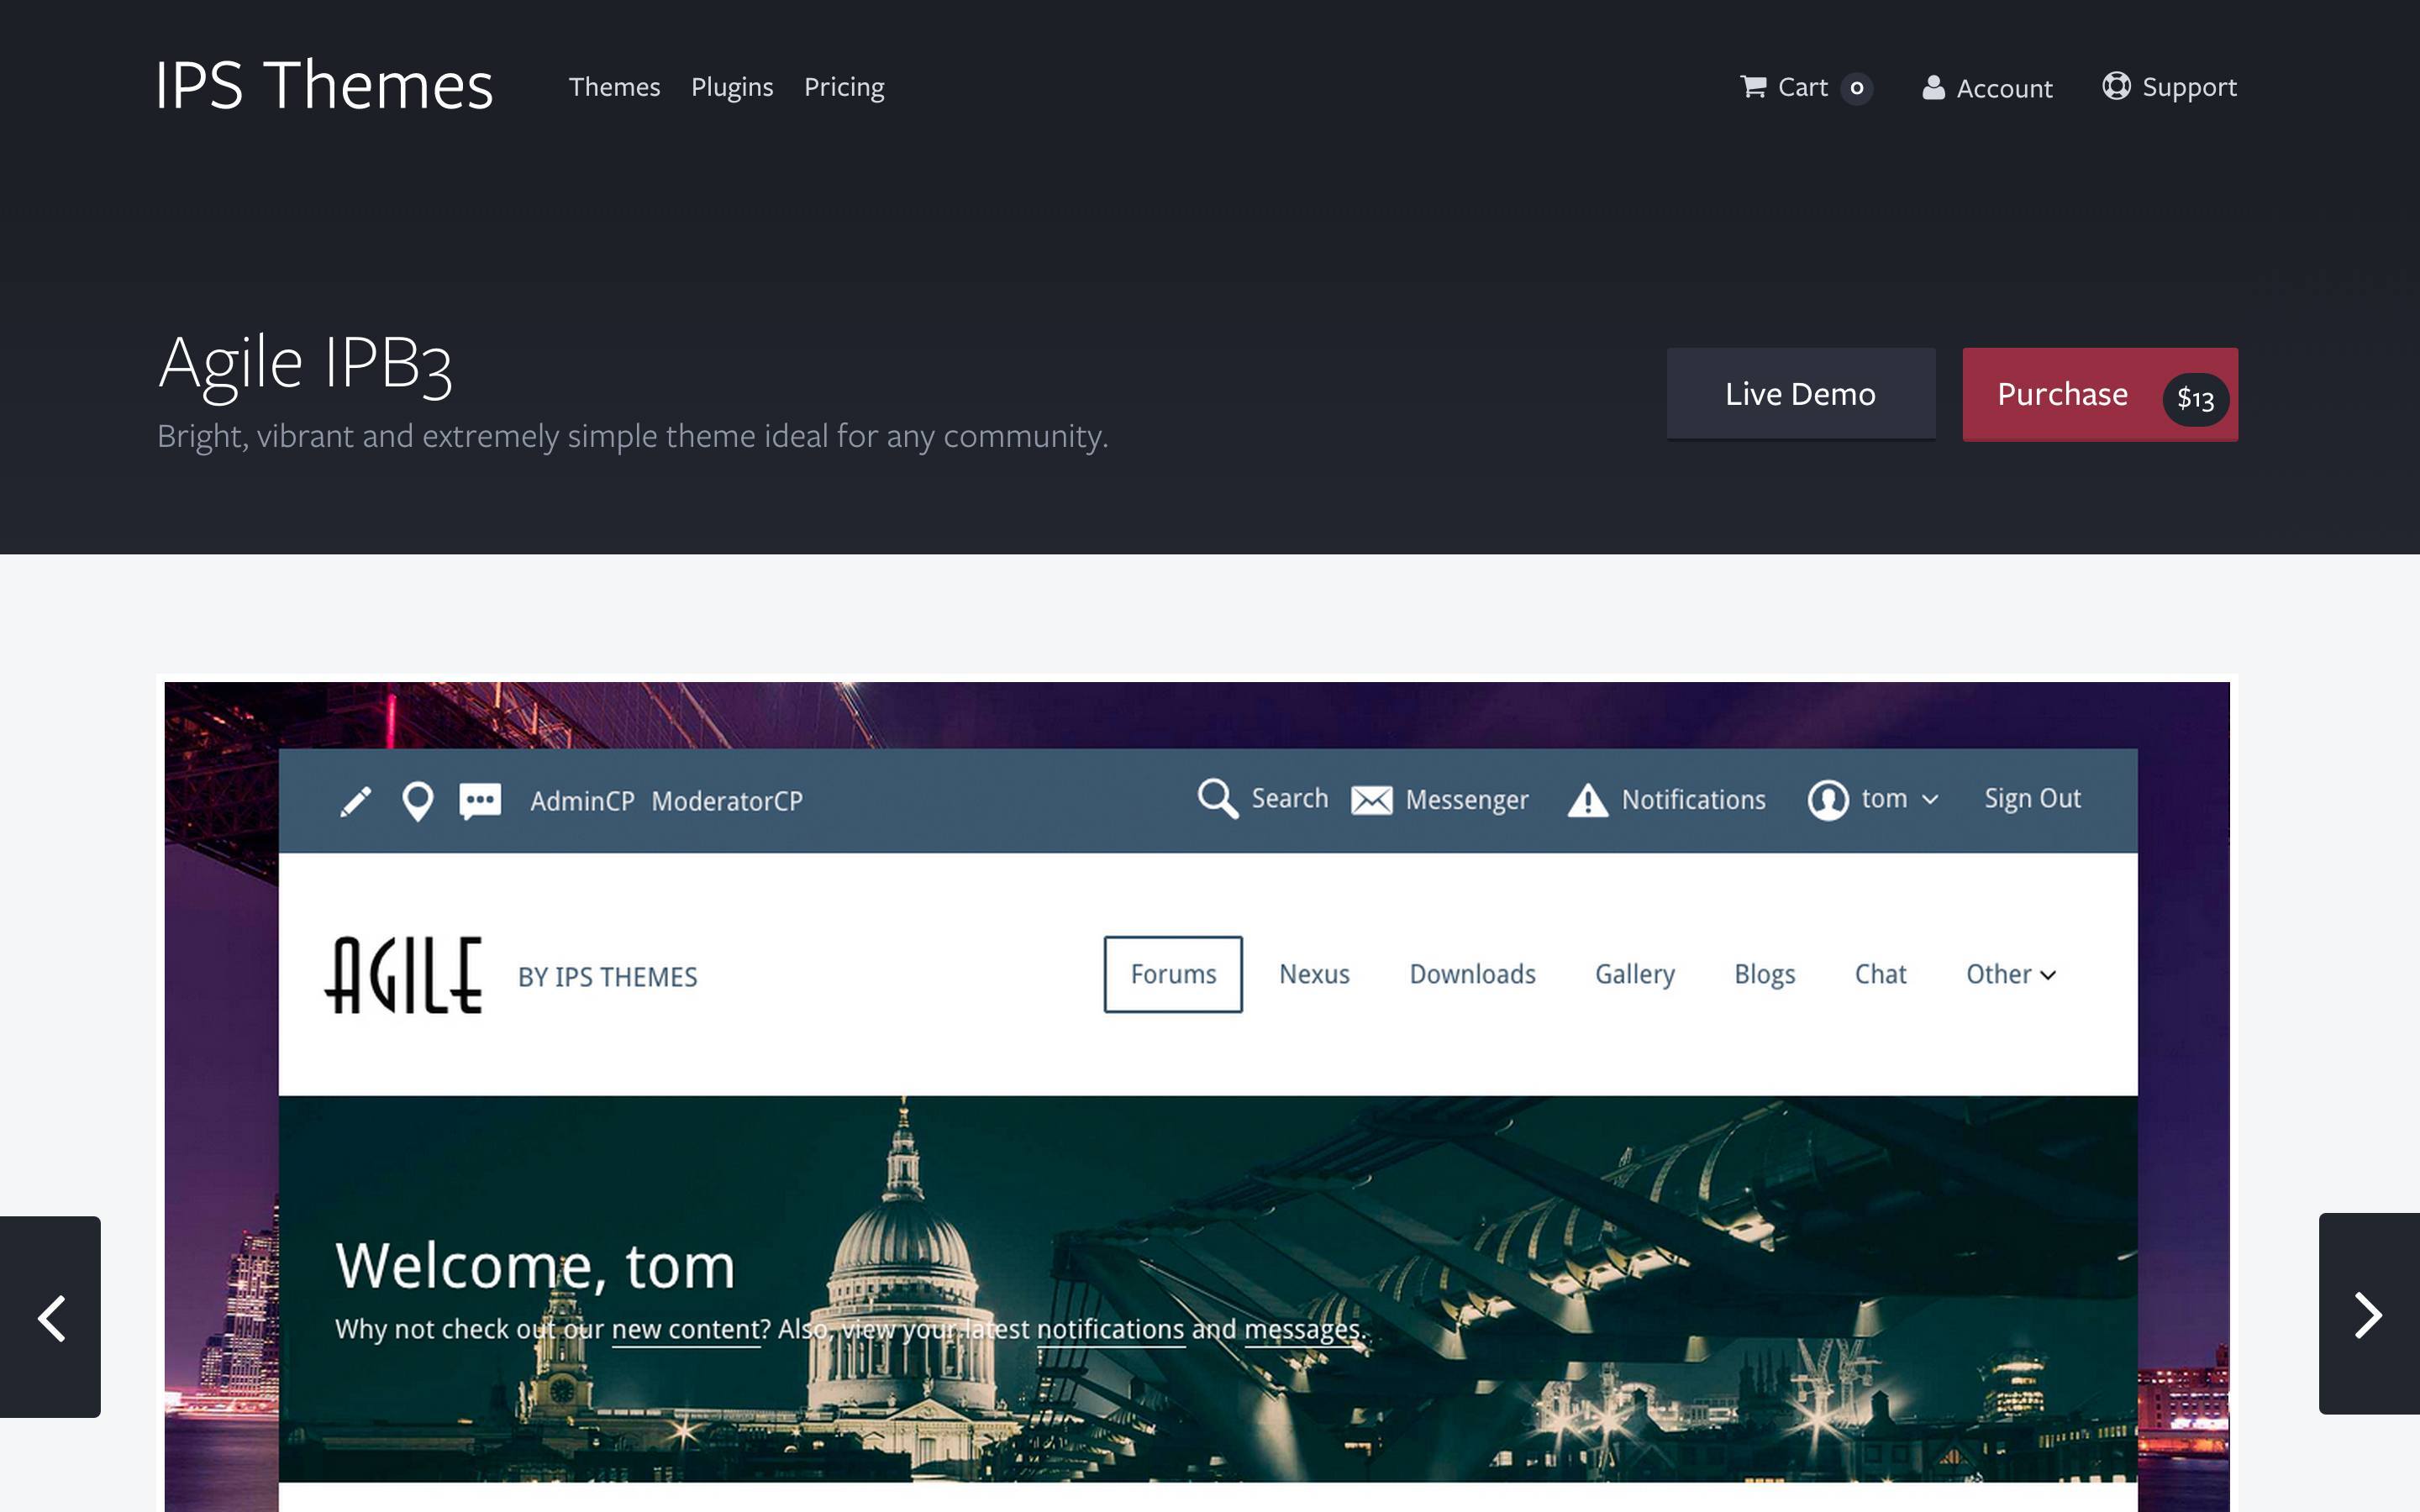 IPS Themes Themes Plugins Pricing Cart 0 Account Support
Agile IPB3
Live Demo Purchase $13
Bright, vibrant and extremely simple theme ideal for any community.
AdminCP ModeratorCP Search Messenger Notifications tom Sign Out
AGILE BY IPS THEMES Forums Nexus Downloads Gallery Blogs Chat Other
Welcome, tom
Why not check out our new content? Also, view your latest notifications and messages.